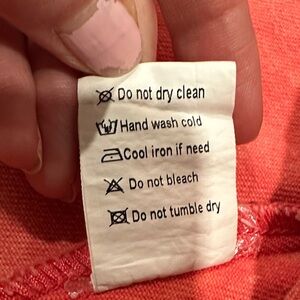 Do not dry clean
Hand wash cold
Cool iron if need
Do not bleach
Do not tumble dry